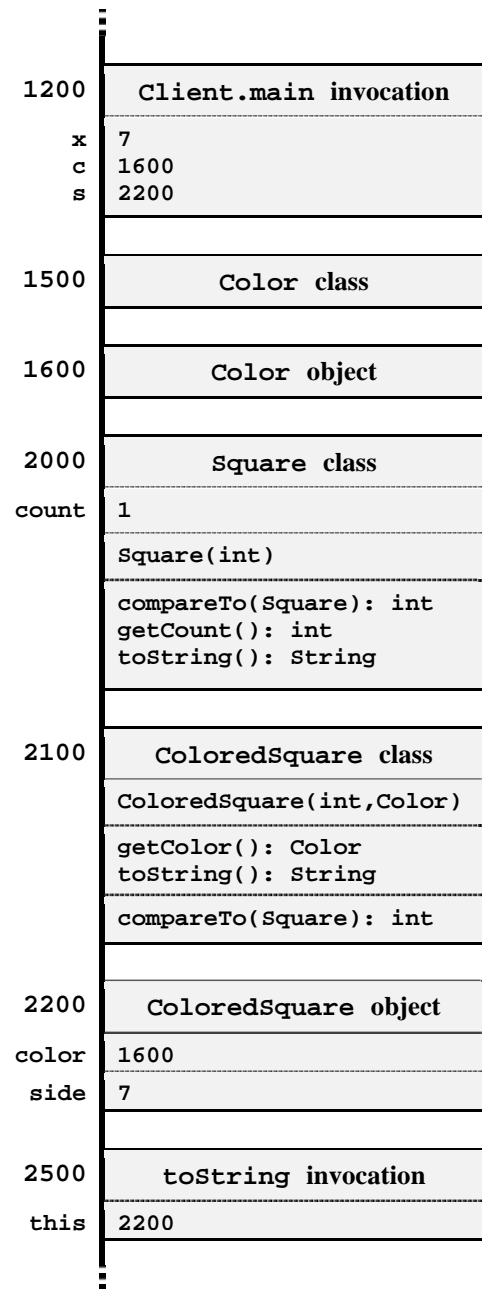 1200 Client.main invocation
x 7
c 1600
s 2200
1500 Color class
1600 Color object
2000 Square class
count 1
Square(int)
compareTo(Square): int
getCount(): int
toString(): String
2100 ColoredSquare class
ColoredSquare(int,Color)
getColor(): Color
toString(): String
compareTo(Square): int
2200 ColoredSquare object
color 1600
side 7
2500 toString invocation
this 2200